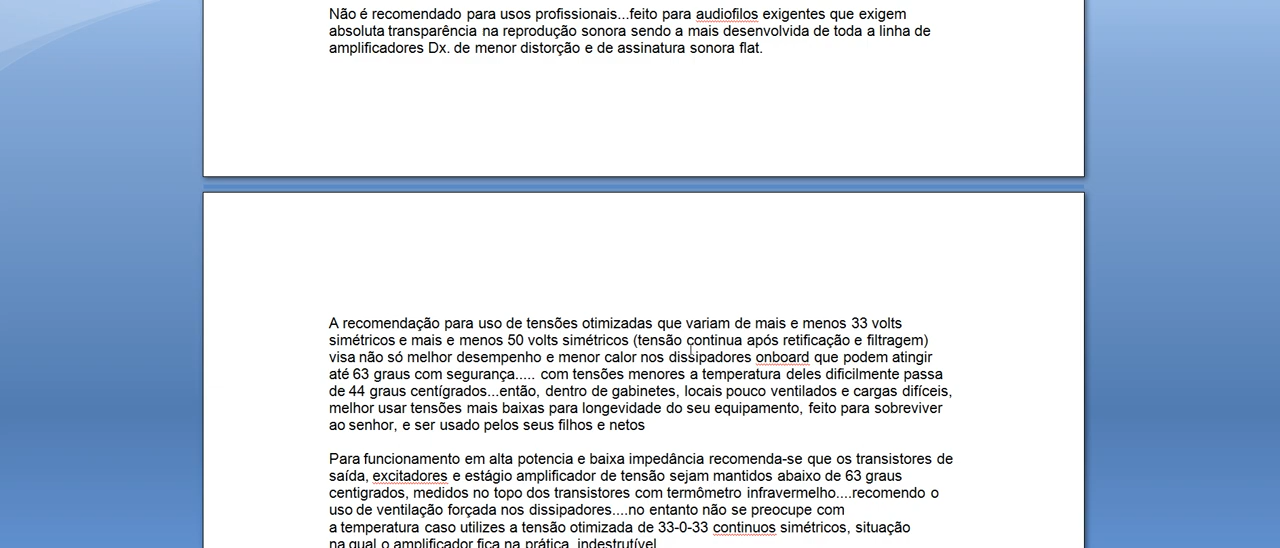 Não é recomendado para usos profissionais...feito para audiofilos exigentes que exigem
absoluta transparência na reprodução sonora sendo a mais desenvolvida de toda a linha de
amplificadores Dx. de menor distorção e de assinatura sonora flat.
A recomendação para uso de tensões otimizadas que variam de mais e menos 33 volts
simétricos e mais e menos 50 volts simétricos (tensão continua após retificação e filtragem)
visa não só melhor desempenho e menor calor nos dissipadores onboard que podem atingir
até 63 graus com segurança..... com tensões menores a temperatura deles dificilmente passa
de 44 graus centígrados...então, dentro de gabinetes, locais pouco ventilados e cargas difíceis,
melhor usar tensões mais baixas para longevidade do seu equipamento, feito para sobreviver
ao senhor, e ser usado pelos seus filhos e netos
Para funcionamento em alta potencia e baixa impedância recomenda-se que os transistores de
saída, excitadores e estágio amplificador de tensão sejam mantidos abaixo de 63 graus
centigrados, medidos no topo dos transistores com termômetro infravermelho....recomendo o
uso de ventilação forçada nos dissipadores....no entanto não se preocupe com
a temperatura caso utilizes a tensão otimizada de 33-0-33 continuos simétricos, situação
na qual o amplificador fica na prática, indestrutível